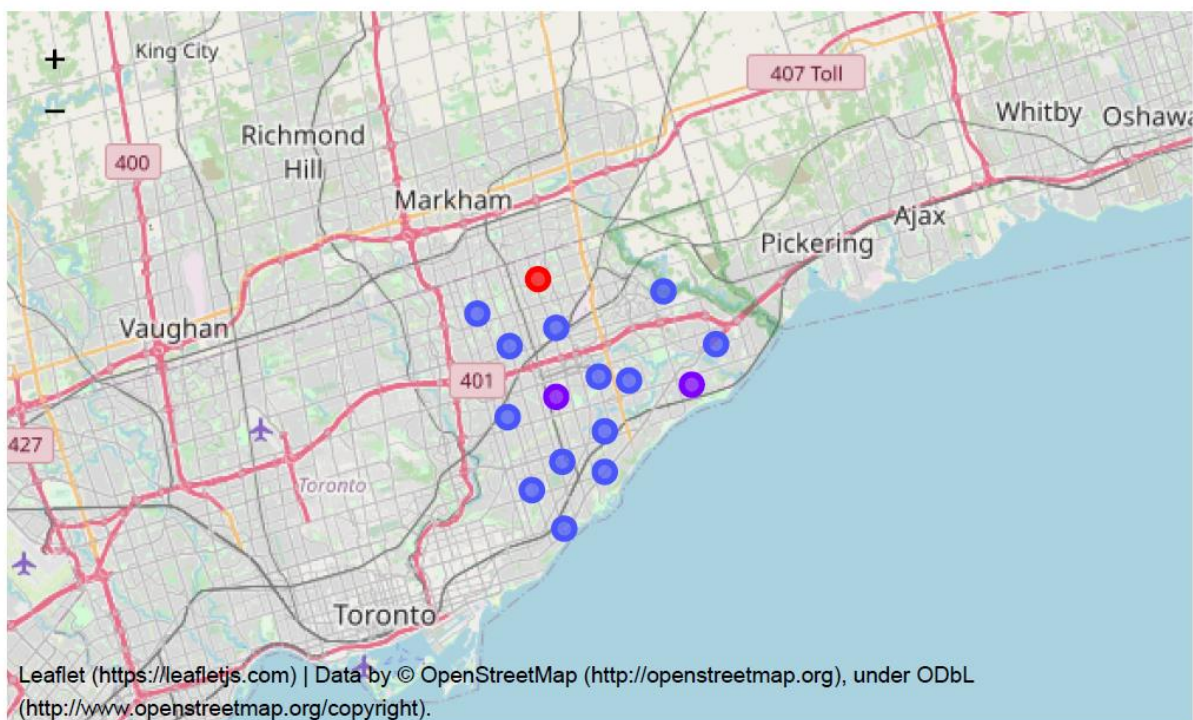 +
−
King City
407 Toll
Whitby
Oshawa
Richmond
Hill
400
Markham
Ajax
Pickering
Vaughan
401
427
Toronto
Toronto
Leaflet (https://leafletjs.com) | Data by © OpenStreetMap (http://openstreetmap.org), under ODbL
(http://www.openstreetmap.org/copyright).